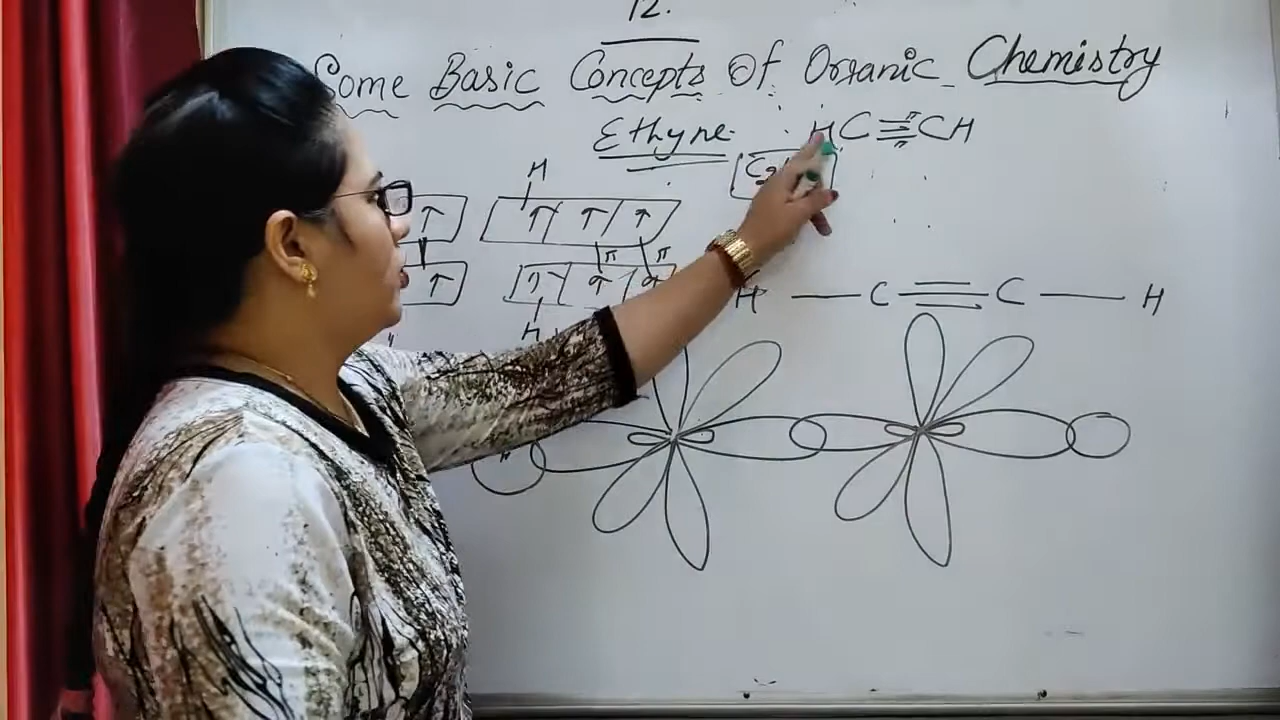 12.
Some Basic Concepts Of Organic Chemistry
Ethyne. HC≡CH
H
↑ ↑ ↑ ↑
π π
↑ ↑ ↑
H
H — C ≡ C — H